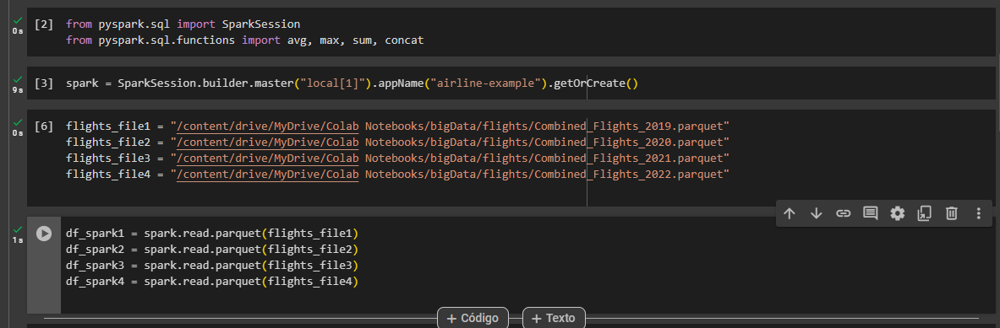 [2] from pyspark.sql import SparkSession
from pyspark.sql.functions import avg, max, sum, concat
0s
[3] spark = SparkSession.builder.master("local[1]").appName("airline-example").getOrCreate()
9s
[6] flights_file1 = "/content/drive/MyDrive/Colab Notebooks/bigData/flights/Combined_Flights_2019.parquet"
0s
flights_file2 = "/content/drive/MyDrive/Colab Notebooks/bigData/flights/Combined_Flights_2020.parquet"
flights_file3 = "/content/drive/MyDrive/Colab Notebooks/bigData/flights/Combined_Flights_2021.parquet"
flights_file4 = "/content/drive/MyDrive/Colab Notebooks/bigData/flights/Combined_Flights_2022.parquet"
df_spark1 = spark.read.parquet(flights_file1)
1s
df_spark2 = spark.read.parquet(flights_file2)
df_spark3 = spark.read.parquet(flights_file3)
df_spark4 = spark.read.parquet(flights_file4)
+ Código + Texto